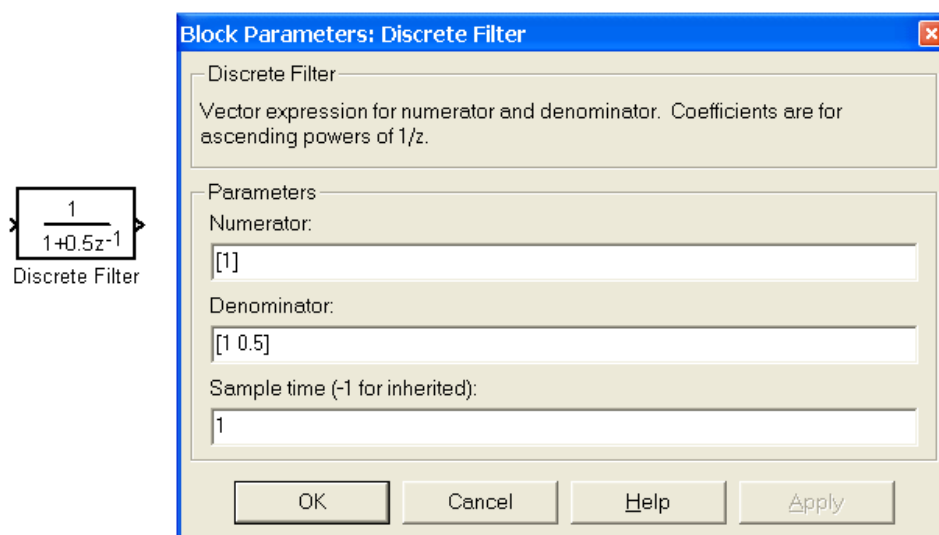 Block Parameters: Discrete Filter
Discrete Filter
Vector expression for numerator and denominator. Coefficients are for
ascending powers of 1/z.
1
1+0.5z-1
Discrete Filter
Parameters
Numerator:
[1]
Denominator:
[1 0.5]
Sample time (-1 for inherited):
1
OK
Cancel
Help
Apply